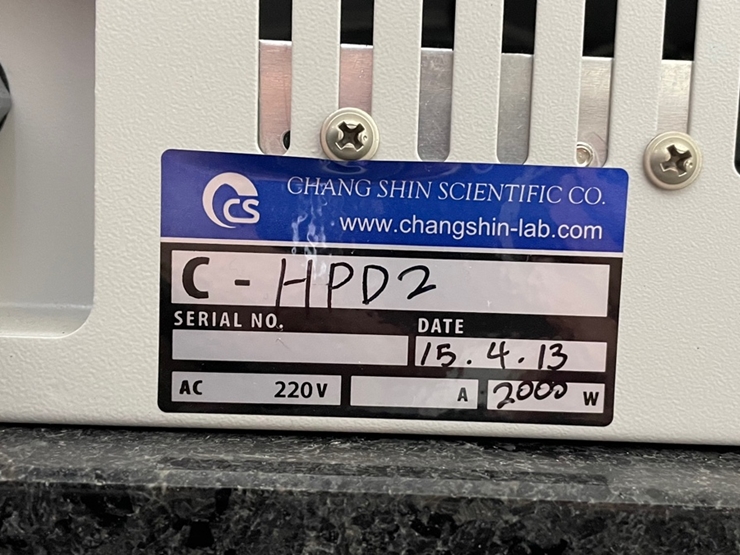 CS
CHANG SHIN SCIENTIFIC CO.
www.changshin-lab.com
C - HPD2
SERIAL NO. DATE
15.4.13
AC 220V A 2000 W